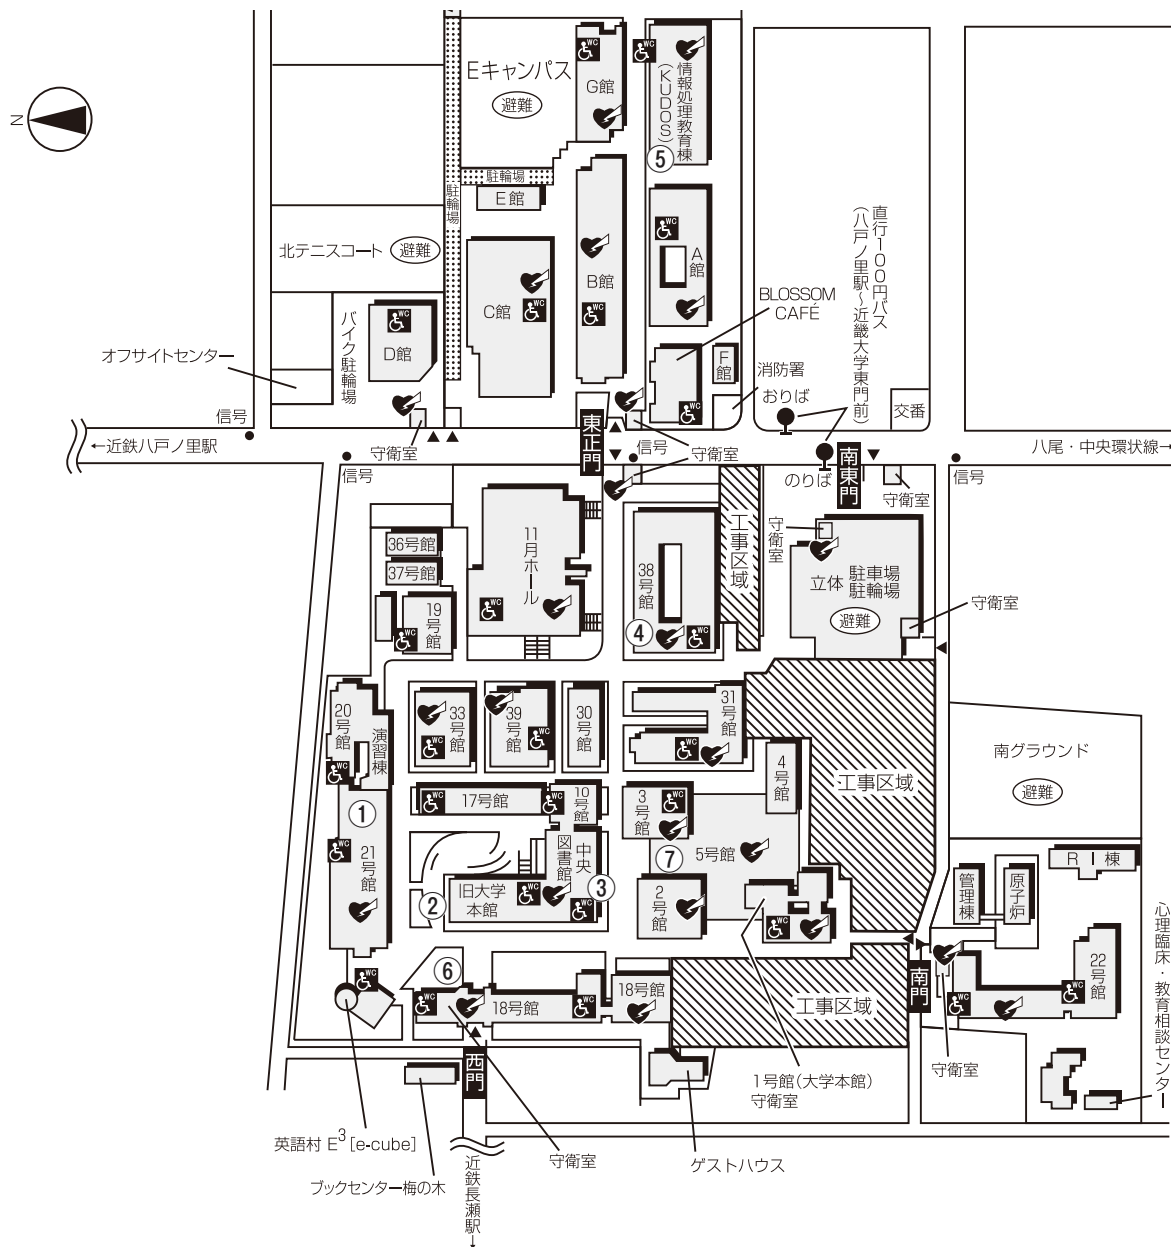 N
Eキャンパス
避難
G館
WC
情報処理教育棟
(KUDOS)
⑤
駐輪場
駐輪場
E館
北テニスコート
避難
A館
B館
C館
直行100円バス
(八戸ノ里駅~近畿大学東門前)
BLOSSOM
CAFÉ
バイク駐輪場
D館
オフサイトセンター
F館
消防署
おりば
交番
信号
←近鉄八戸ノ里駅
守衛室
東正門
信号
守衛室
八尾・中央環状線→
信号
のりば
南東門
守衛室
信号
36号館
37号館
19号館
11月ホール
38号館
④
工事区域
守衛室
立体
駐車場
駐輪場
避難
守衛室
20号館
演習棟
33号館
39号館
30号館
31号館
南グラウンド
避難
工事区域
4号館
①
21号館
17号館
10号館
中央
図書館
3号館
5号館
⑦
旧大学
本館
②
③
2号館
RI棟
管理棟
原子炉
22号館
心理臨床・教育相談センター
⑥
18号館
18号館
工事区域
南門
守衛室
西門
1号館(大学本館)
守衛室
英語村 E³ [e-cube]
守衛室
ゲストハウス
ブックセンター梅の木
近鉄長瀬駅→